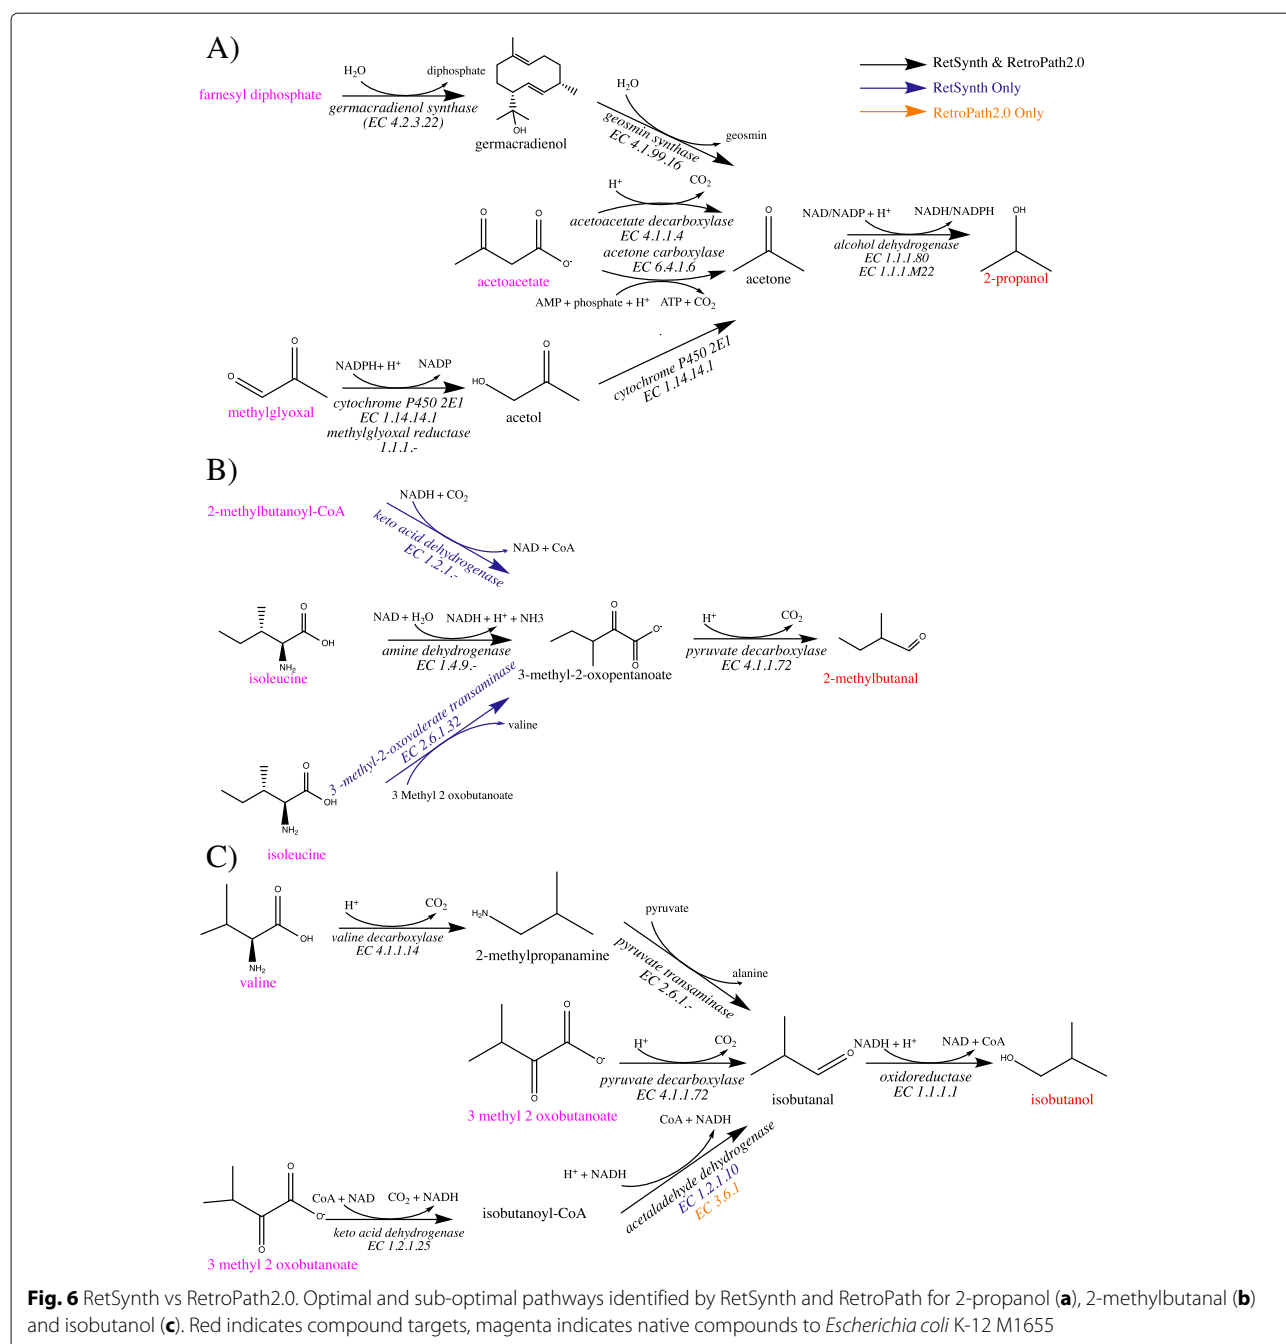 A)
RetSynth & RetroPath2.0
RetSynth Only
RetroPath2.0 Only
farnesyl diphosphate
H2O
diphosphate
germacradienol synthase
(EC 4.2.3.22)
OH
germacradienol
H2O
geosmin
geosmin synthase
EC 4.1.99.16
O
O
O-
acetoacetate
H+
CO2
acetoacetate decarboxylase
EC 4.1.1.4
acetone carboxylase
EC 6.4.1.6
AMP + phosphate + H+
ATP + CO2
O
acetone
NAD/NADP + H+
NADH/NADPH
alcohol dehydrogenase
EC 1.1.1.80
EC 1.1.1.M22
OH
2-propanol
O
O
methylglyoxal
NADPH+ H+
NADP
cytochrome P450 2E1
EC 1.14.14.1
methylglyoxal reductase
1.1.1.-
HO
O
acetol
cytochrome P450 2E1
EC 1.14.14.1
B)
2-methylbutanoyl-CoA
NADH + CO2
NAD + CoA
keto acid dehydrogenase
EC 1.2.1.-
O
OH
NH2
isoleucine
NAD + H2O
NADH + H+ + NH3
amine dehydrogenase
EC 1.4.9.-
O
O-
O
3-methyl-2-oxopentanoate
H+
CO2
pyruvate decarboxylase
EC 4.1.1.72
O
2-methylbutanal
3 -methyl-2-oxovalerate transaminase
EC 2.6.1.32
valine
3 Methyl 2 oxobutanoate
O
OH
NH2
isoleucine
C)
O
OH
NH2
valine
H+
CO2
valine decarboxylase
EC 4.1.1.14
H2N
2-methylpropanamine
pyruvate
alanine
pyruvate transaminase
EC 2.6.1.-
O
O-
O
3 methyl 2 oxobutanoate
H+
CO2
pyruvate decarboxylase
EC 4.1.1.72
O
isobutanal
NADH + H+
NAD + CoA
oxidoreductase
EC 1.1.1.1
HO
isobutanol
O
O-
O
3 methyl 2 oxobutanoate
CoA + NAD
CO2 + NADH
keto acid dehydrogenase
EC 1.2.1.25
isobutanoyl-CoA
H+ + NADH
CoA + NADH
acetaladehyde dehydrogenase
EC 1.2.1.10
EC 3.6.1
Fig. 6 RetSynth vs RetroPath2.0. Optimal and sub-optimal pathways identified by RetSynth and RetroPath for 2-propanol (a), 2-methylbutanal (b)
and isobutanol (c). Red indicates compound targets, magenta indicates native compounds to Escherichia coli K-12 M1655